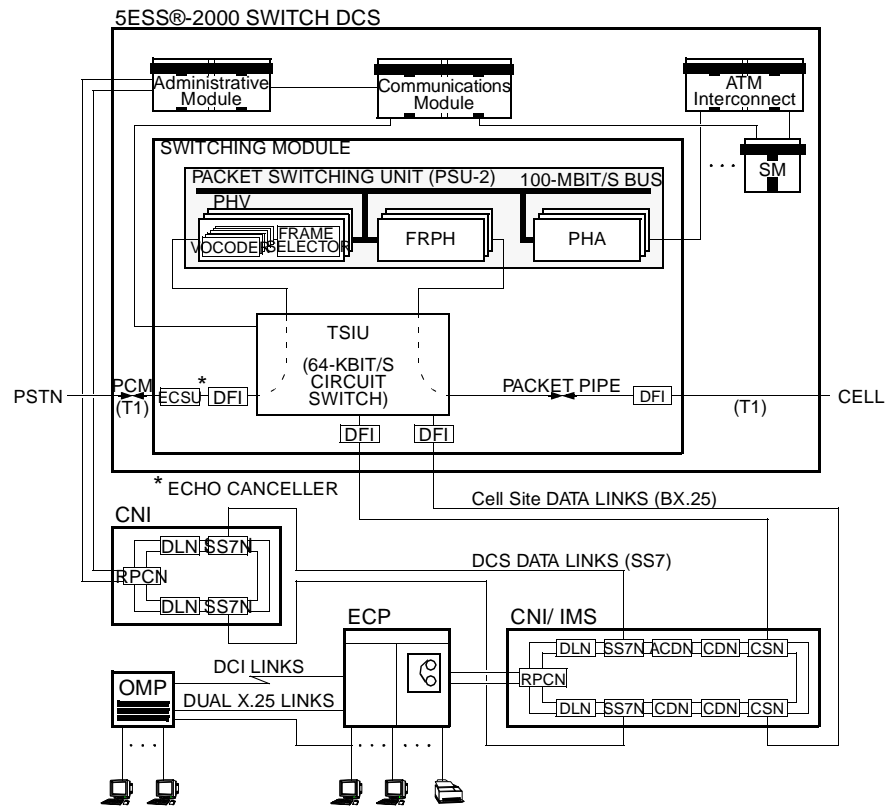 5ESS®-2000 SWITCH DCS
Administrative
Module
Communications
Module
ATM
Interconnect
SM
SWITCHING MODULE
PACKET SWITCHING UNIT (PSU-2)
100-MBIT/S BUS
PHV
VOCODER
FRAME
SELECTOR
FRPH
PHA
TSIU
(64-KBIT/S
CIRCUIT
SWITCH)
PSTN
PCM
(T1)
ECSU
*
DFI
PACKET PIPE
DFI
(T1)
CELL
DFI
DFI
* ECHO CANCELLER
Cell Site DATA LINKS (BX.25)
CNI
DLN
SS7N
RPCN
DLN
SS7N
DCS DATA LINKS (SS7)
ECP
CNI/ IMS
DLN
SS7N
ACDN
CDN
CSN
RPCN
DLN
SS7N
CDN
CDN
CSN
OMP
DCI LINKS
DUAL X.25 LINKS